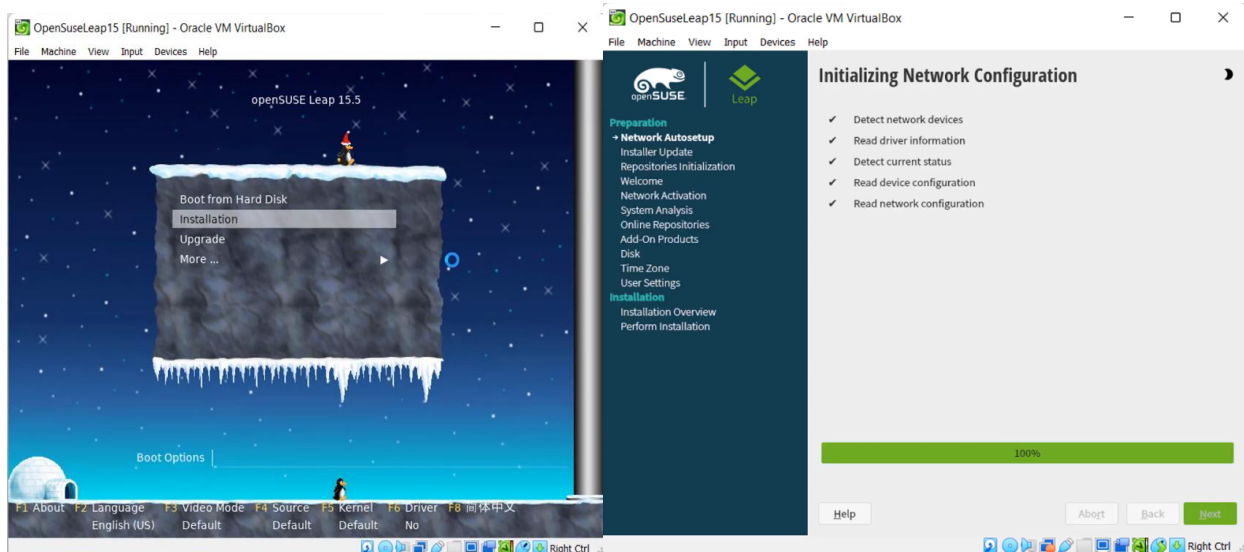 OpenSuseLeap15 [Running] - Oracle VM VirtualBox
File Machine View Input Devices Help
openSUSE Leap 15.5
Boot from Hard Disk
Installation
Upgrade
More ...
Boot Options
F1 About F2 Language F3 Video Mode F4 Source F5 Kernel F6 Driver F8 简体中文
English (US) Default Default Default No
Right Ctrl
OpenSuseLeap15 [Running] - Oracle VM VirtualBox
File Machine View Input Devices Help
openSUSE
Leap
Preparation
Network Autosetup
Installer Update
Repositories Initialization
Welcome
Network Activation
System Analysis
Online Repositories
Add-On Products
Disk
Time Zone
User Settings
Installation
Installation Overview
Perform Installation
Initializing Network Configuration
Detect network devices
Read driver information
Detect current status
Read device configuration
Read network configuration
100%
Help Abort Back Next
Right Ctrl